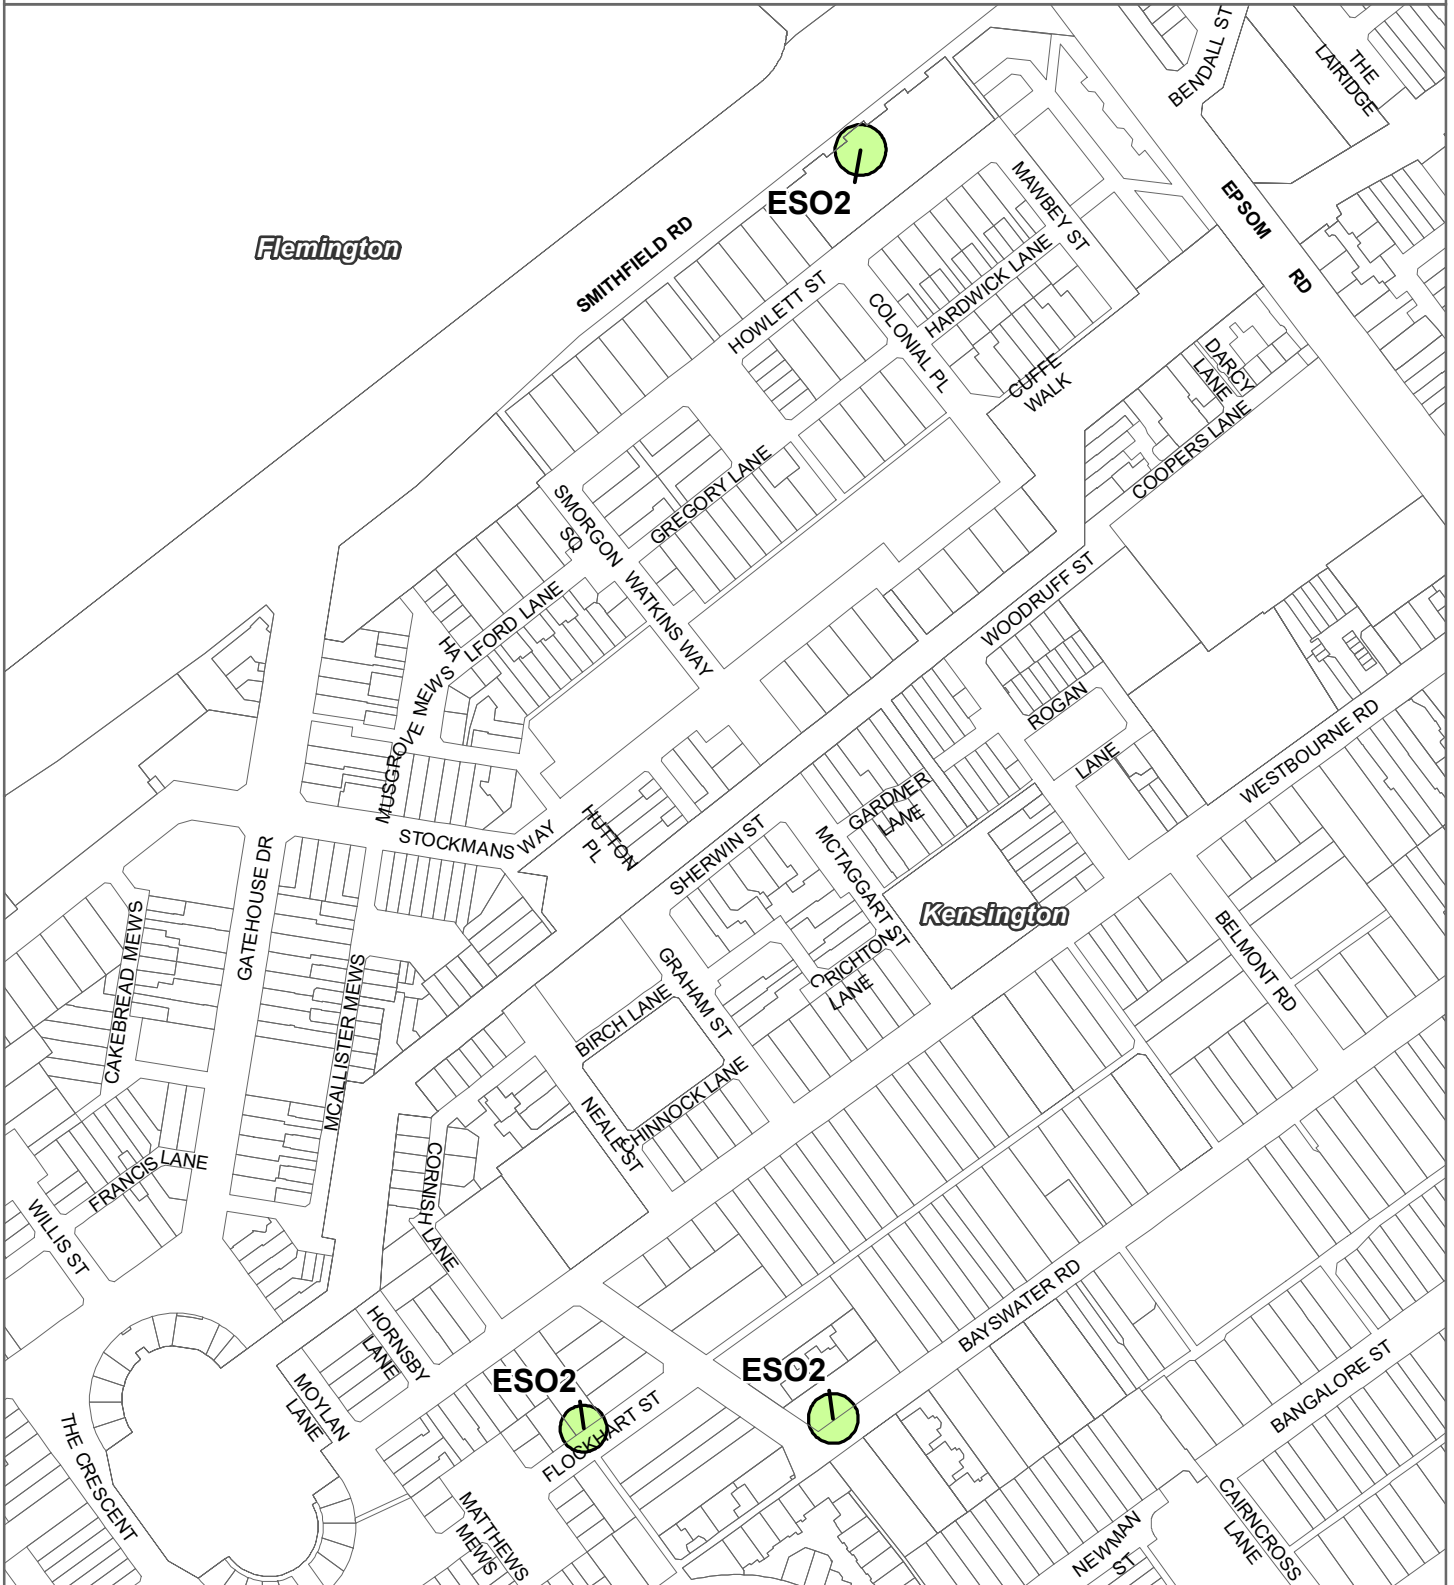 BENDALL ST
THE
LAIRIDGE
ESO2
MAWBEY ST
EPSOM
RD
Flemington
SMITHFIELD RD
HARDWICK LANE
HOWLETT ST
COLONIAL PL
CUFFE
WALK
DARCY
LANE
COOPERS LANE
GREGORY LANE
SMORGON
SQ
WATKINS WAY
HA LFORD LANE
WOODRUFF ST
MUSGROVE MEWS
ROGAN
LANE
WESTBOURNE RD
STOCKMANS WAY
HUTTON
PL
SHERWIN ST
GARDNER
LANE
MCTAGGART ST
GATEHOUSE DR
Kensington
CAKEBREAD MEWS
MCALLISTER MEWS
GRAHAM ST
CRICHTON
LANE
BELMONT RD
BIRCH LANE
CHINNOCK LANE
NEALE ST
CORNISH LANE
FRANCIS LANE
WILLIS ST
HORNSBY
LANE
BAYSWATER RD
BANGALORE ST
ESO2
ESO2
MOYLAN
LANE
FLOCKHART ST
THE CRESCENT
MATTHEWS
MEWS
NEWMAN
ST
CAIRNCROSS
LANE